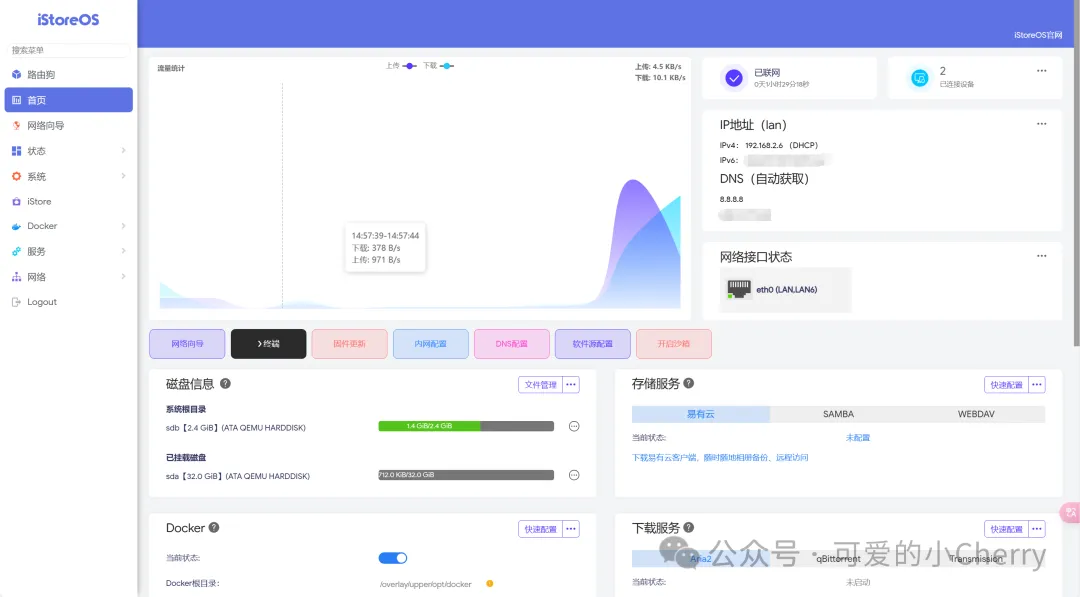 iStoreOS
搜索菜单
路由狗
首页
网络向导
状态
系统
iStore
Docker
服务
网络
Logout
iStoreOS官网
流量统计
上传
下载
上传: 4.5 KB/s
下载: 10.1 KB/s
14:57:39-14:57:44
下载: 378 B/s
上传: 971 B/s
已联网
0天1小时29分18秒
2
已连接设备
IP地址（lan）
IPv4： 192.168.2.6 （DHCP）
IPv6：
DNS（自动获取）
8.8.8.8
网络接口状态
eth0 (LAN,LAN6)
网络向导
终端
固件更新
内网配置
DNS配置
软件源配置
开启沙箱
磁盘信息
文件管理
系统根目录
sdb【2.4 GiB】(ATA QEMU HARDDISK)
1.4 GiB/2.4 GiB
已挂载磁盘
sda【32.0 GiB】(ATA QEMU HARDDISK)
712.0 KiB/32.0 GiB
存储服务
快速配置
易有云
SAMBA
WEBDAV
当前状态:
未配置
下载易有云客户端，随时随地相册备份、远程访问
Docker
快速配置
当前状态:
Docker根目录:
/overlay/upper/opt/docker
下载服务
快速配置
Aria2
qBittorrent
Transmission
当前状态:
未启动
公众号 · 可爱的小Cherry